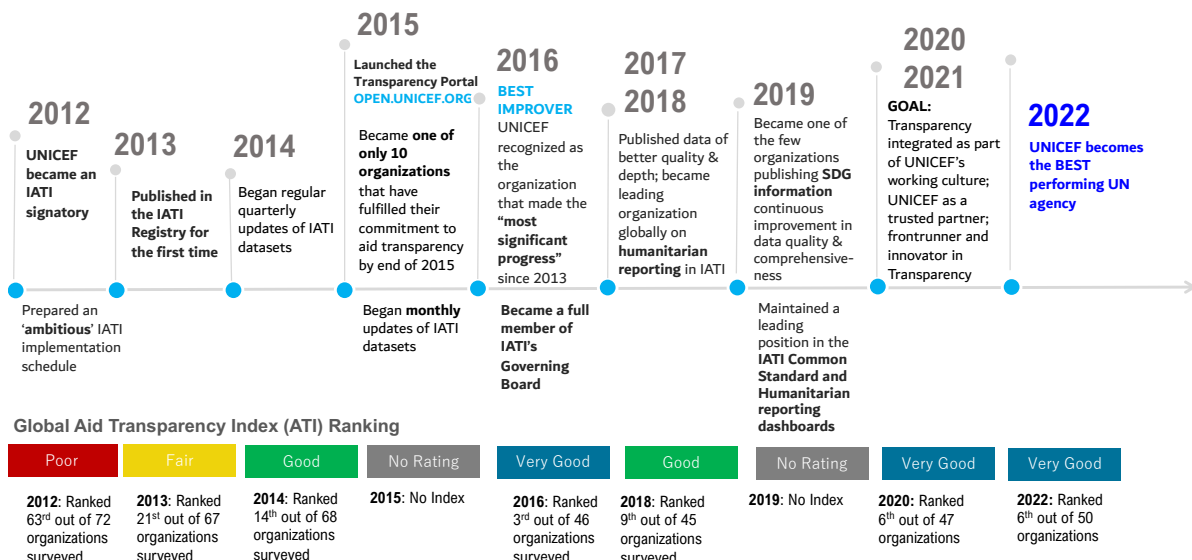 2012
UNICEF
became an
IATI
signatory
Prepared an
‘ambitious’ IATI
implementation
schedule
2013
Published in
the IATI
Registry for
the first time
2014
Began regular
quarterly
updates of IATI
datasets
2015
Launched the
Transparency Portal
OPEN.UNICEF.ORG
Became one of
only 10
organizations
that have
fulfilled their
commitment to
aid transparency
by end of 2015
Began monthly
updates of IATI
datasets
2016
BEST
IMPROVER
UNICEF
recognized as
the
organization
that made the
“most
significant
progress”
since 2013
Became a full
member of
IATI’s
Governing
Board
2017
2018
Published data of
better quality &
depth; became
leading
organization
globally on
humanitarian
reporting in IATI
2019
Became one of
the few
organizations
publishing SDG
information
continuous
improvement in
data quality &
comprehensive-
ness
Maintained a
leading
position in the
IATI Common
Standard and
Humanitarian
reporting
dashboards
2020
2021
GOAL:
Transparency
integrated as part
of UNICEF’s
working culture;
UNICEF as a
trusted partner;
frontrunner and
innovator in
Transparency
2022
UNICEF becomes
the BEST
performing UN
agency
Global Aid Transparency Index (ATI) Ranking
Poor
2012: Ranked
63rd out of 72
organizations
surveyed
Fair
2013: Ranked
21st out of 67
organizations
surveyed
Good
2014: Ranked
14th out of 68
organizations
surveyed
No Rating
2015: No Index
Very Good
2016: Ranked
3rd out of 46
organizations
surveyed
Good
2018: Ranked
9th out of 45
organizations
surveyed
No Rating
2019: No Index
Very Good
2020: Ranked
6th out of 47
organizations
Very Good
2022: Ranked
6th out of 50
organizations